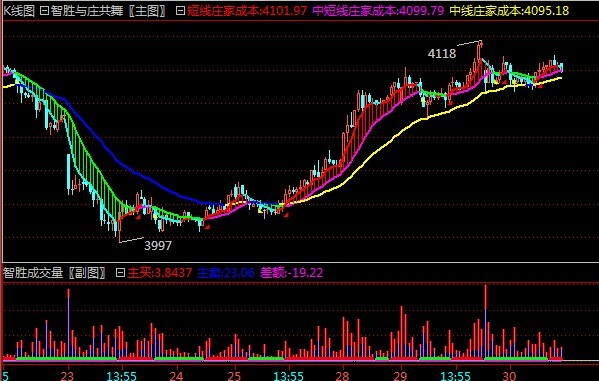 K线图 智胜与庄共舞〖主图〗 短线庄家成本:4101.97 中短线庄家成本:4099.79 中线庄家成本:4095.18
4118
3997
智胜成交量〖副图〗 主买:3.8437 主卖:23.06 差额:-19.22
5 23 13:55 24 25 13:55 28 29 13:55 30